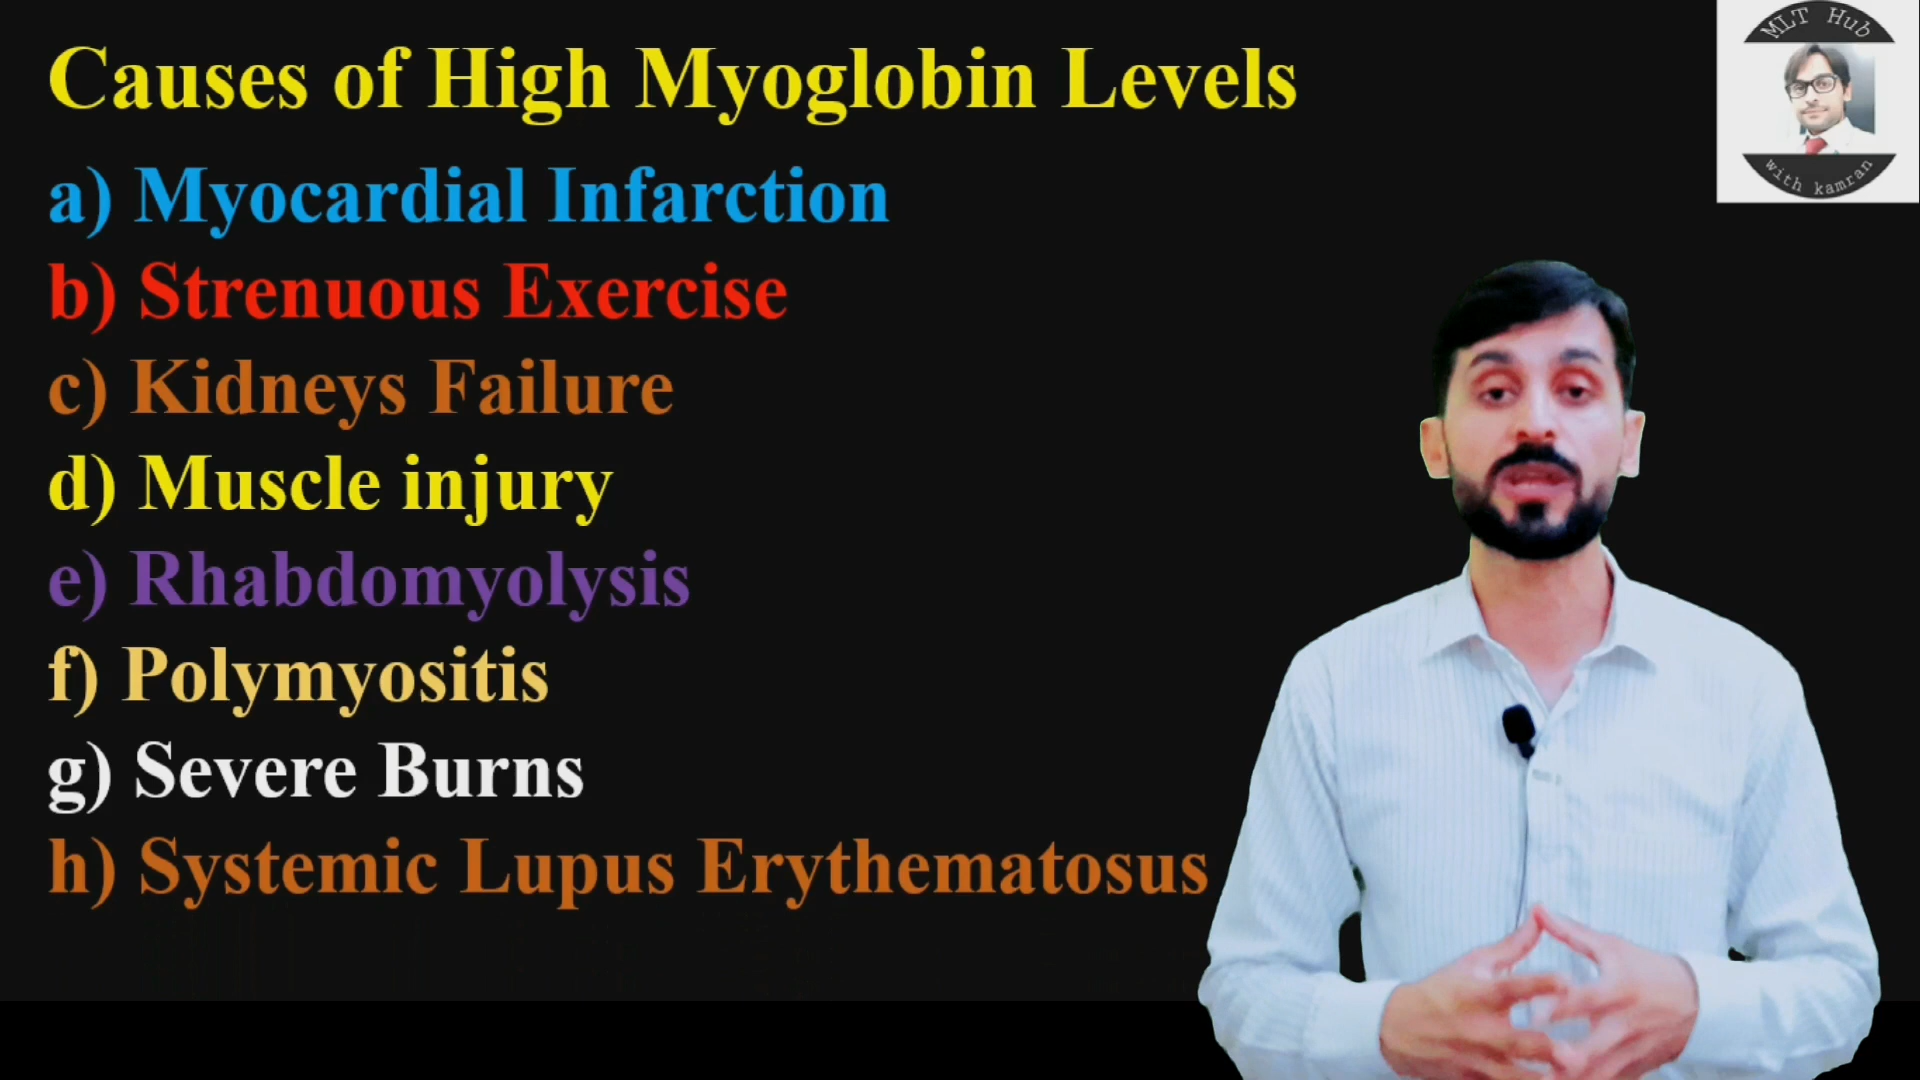 Causes of High Myoglobin Levels
MLT Hub
with kamran
a) Myocardial Infarction
b) Strenuous Exercise
c) Kidneys Failure
d) Muscle injury
e) Rhabdomyolysis
f) Polymyositis
g) Severe Burns
h) Systemic Lupus Erythematosus